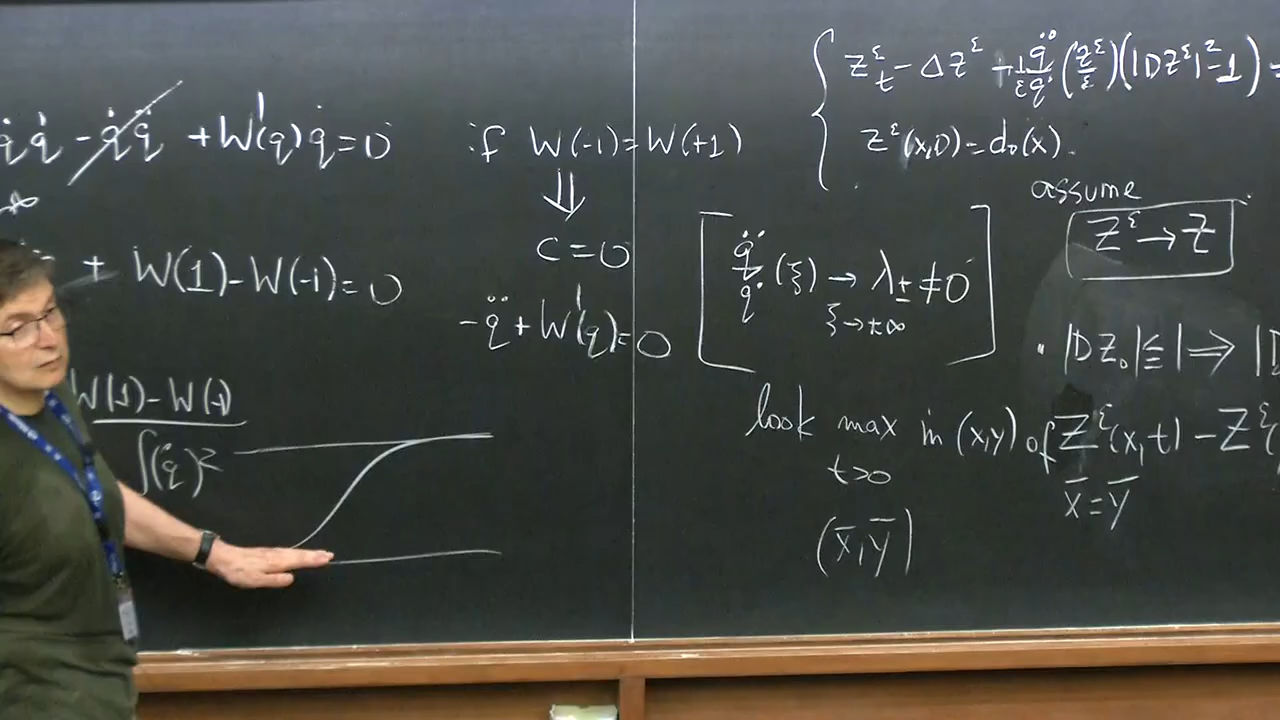 q̇ q̇ - q̈ q̇ + W'(q) q̇ = 0
+ W(1) - W(-1) = 0
W(1) - W(-1)
∫(q̇)²
if W(-1) = W(+1)
⇓
c = 0
-q̈ + W'(q) = 0
Z^ε_t - ΔZ^ε + 1/ε q̈/q̇ (Z^ε/ε)(|DZ^ε|² - 1) =
Z^ε(x,0) = d₀(x).
assume
Z^ε → Z
[ q̈/q̇ (ξ) → λ± ≠ 0 ]
ξ → ±∞
• |DZ₀| ≤ 1 ⟹ |D
look max in (x,y) of Z^ε(x,t) - Z^ε(
t>0
x̄ = ȳ
(x̄, ȳ)